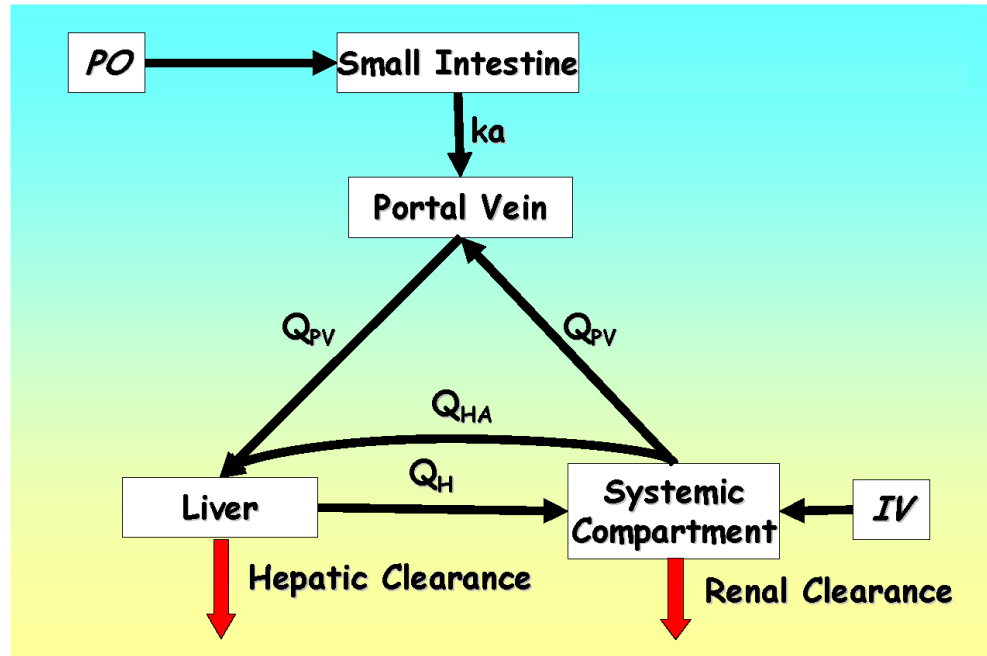 PO
Small Intestine
ka
Portal Vein
QPV
QPV
QHA
QH
Liver
Systemic
Compartment
IV
Hepatic Clearance
Renal Clearance